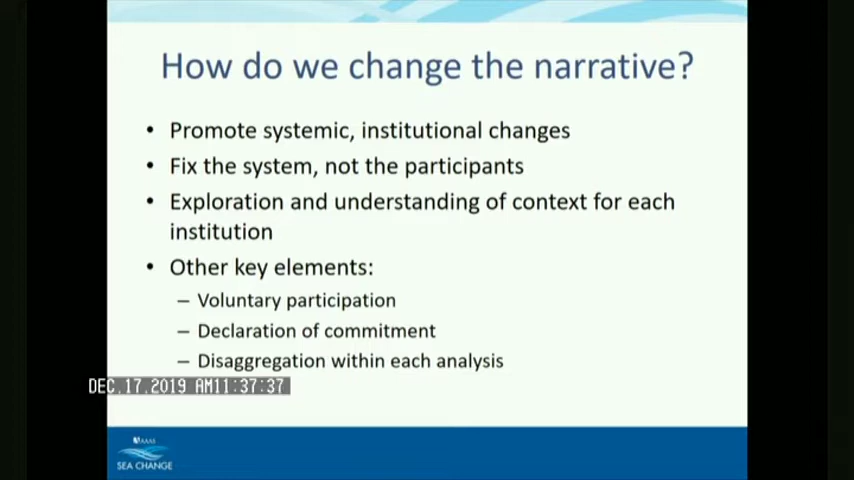 How do we change the narrative?
• Promote systemic, institutional changes
• Fix the system, not the participants
• Exploration and understanding of context for each
institution
• Other key elements:
– Voluntary participation
– Declaration of commitment
– Disaggregation within each analysis
DEC.17.2019 AM11:37:37
AAAS
SEA CHANGE